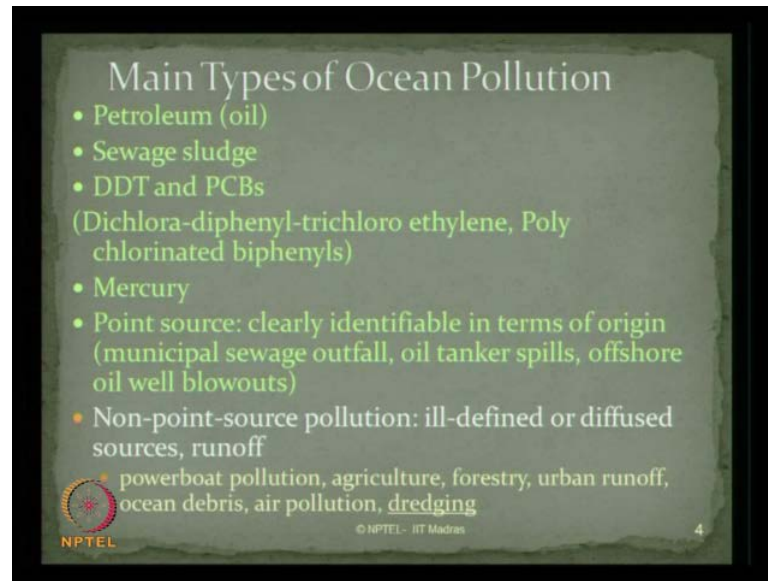 Main Types of Ocean Pollution
• Petroleum (oil)
• Sewage sludge
• DDT and PCBs
(Dichlora-diphenyl-trichloro ethylene, Poly
chlorinated biphenyls)
• Mercury
• Point source: clearly identifiable in terms of origin
(municipal sewage outfall, oil tanker spills, offshore
oil well blowouts)
• Non-point-source pollution: ill-defined or diffused
sources, runoff
• powerboat pollution, agriculture, forestry, urban runoff,
ocean debris, air pollution, dredging
© NPTEL- IIT Madras
4
NPTEL